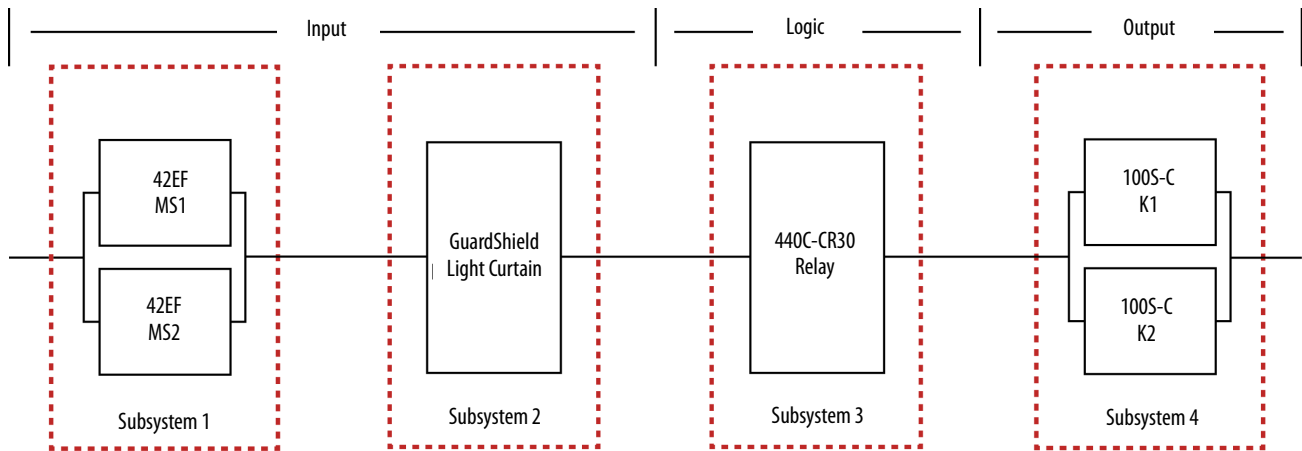 Input
Logic
Output
42EF
MS1
42EF
MS2
GuardShield
Light Curtain
440C-CR30
Relay
100S-C
K1
100S-C
K2
Subsystem 1
Subsystem 2
Subsystem 3
Subsystem 4